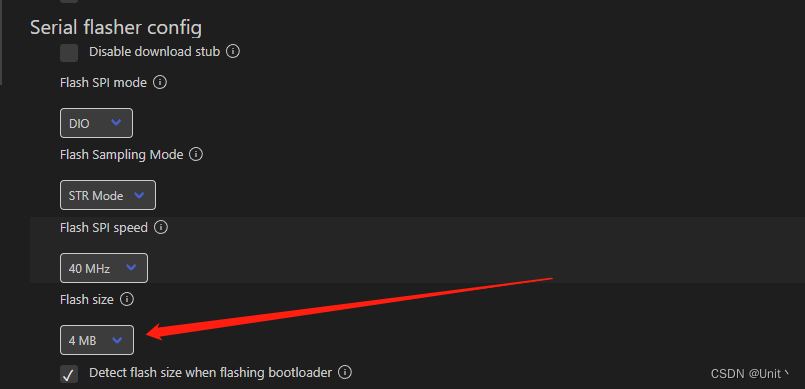 Serial flasher config
Disable download stub
Flash SPI mode
DIO
Flash Sampling Mode
STR Mode
Flash SPI speed
40 MHz
Flash size
4 MB
Detect flash size when flashing bootloader
CSDN @Unit丶